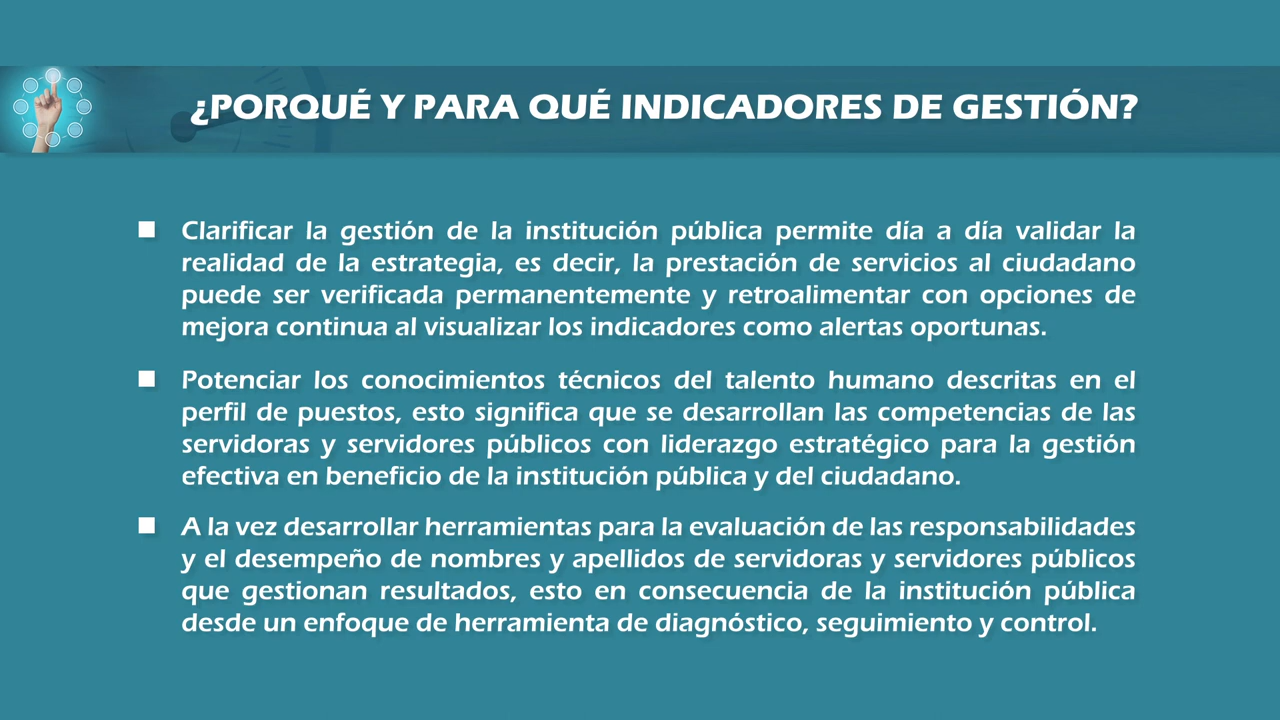 ¿PORQUÉ Y PARA QUÉ INDICADORES DE GESTIÓN?
Clarificar la gestión de la institución pública permite día a día validar la
realidad de la estrategia, es decir, la prestación de servicios al ciudadano
puede ser verificada permanentemente y retroalimentar con opciones de
mejora continua al visualizar los indicadores como alertas oportunas.
Potenciar los conocimientos técnicos del talento humano descritas en el
perfil de puestos, esto significa que se desarrollan las competencias de las
servidoras y servidores públicos con liderazgo estratégico para la gestión
efectiva en beneficio de la institución pública y del ciudadano.
A la vez desarrollar herramientas para la evaluación de las responsabilidades
y el desempeño de nombres y apellidos de servidoras y servidores públicos
que gestionan resultados, esto en consecuencia de la institución pública
desde un enfoque de herramienta de diagnóstico, seguimiento y control.